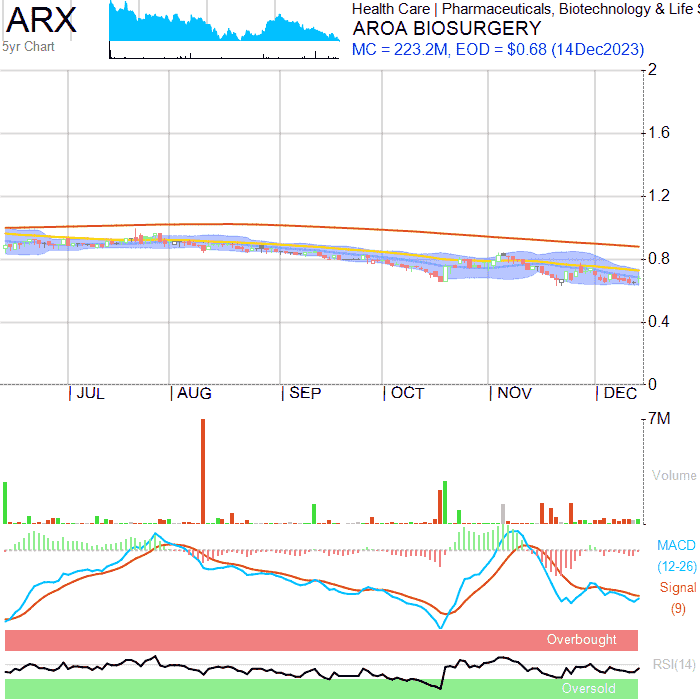 ARX
5yr Chart
Health Care | Pharmaceuticals, Biotechnology & Life S
AROA BIOSURGERY
MC = 223.2M, EOD = $0.68 (14Dec2023)
2
1.6
1.2
0.8
0.4
0
| JUL | AUG | SEP | OCT | NOV | DEC
7M
Volume
MACD
(12-26)
Signal
(9)
Overbought
RSI(14)
Oversold